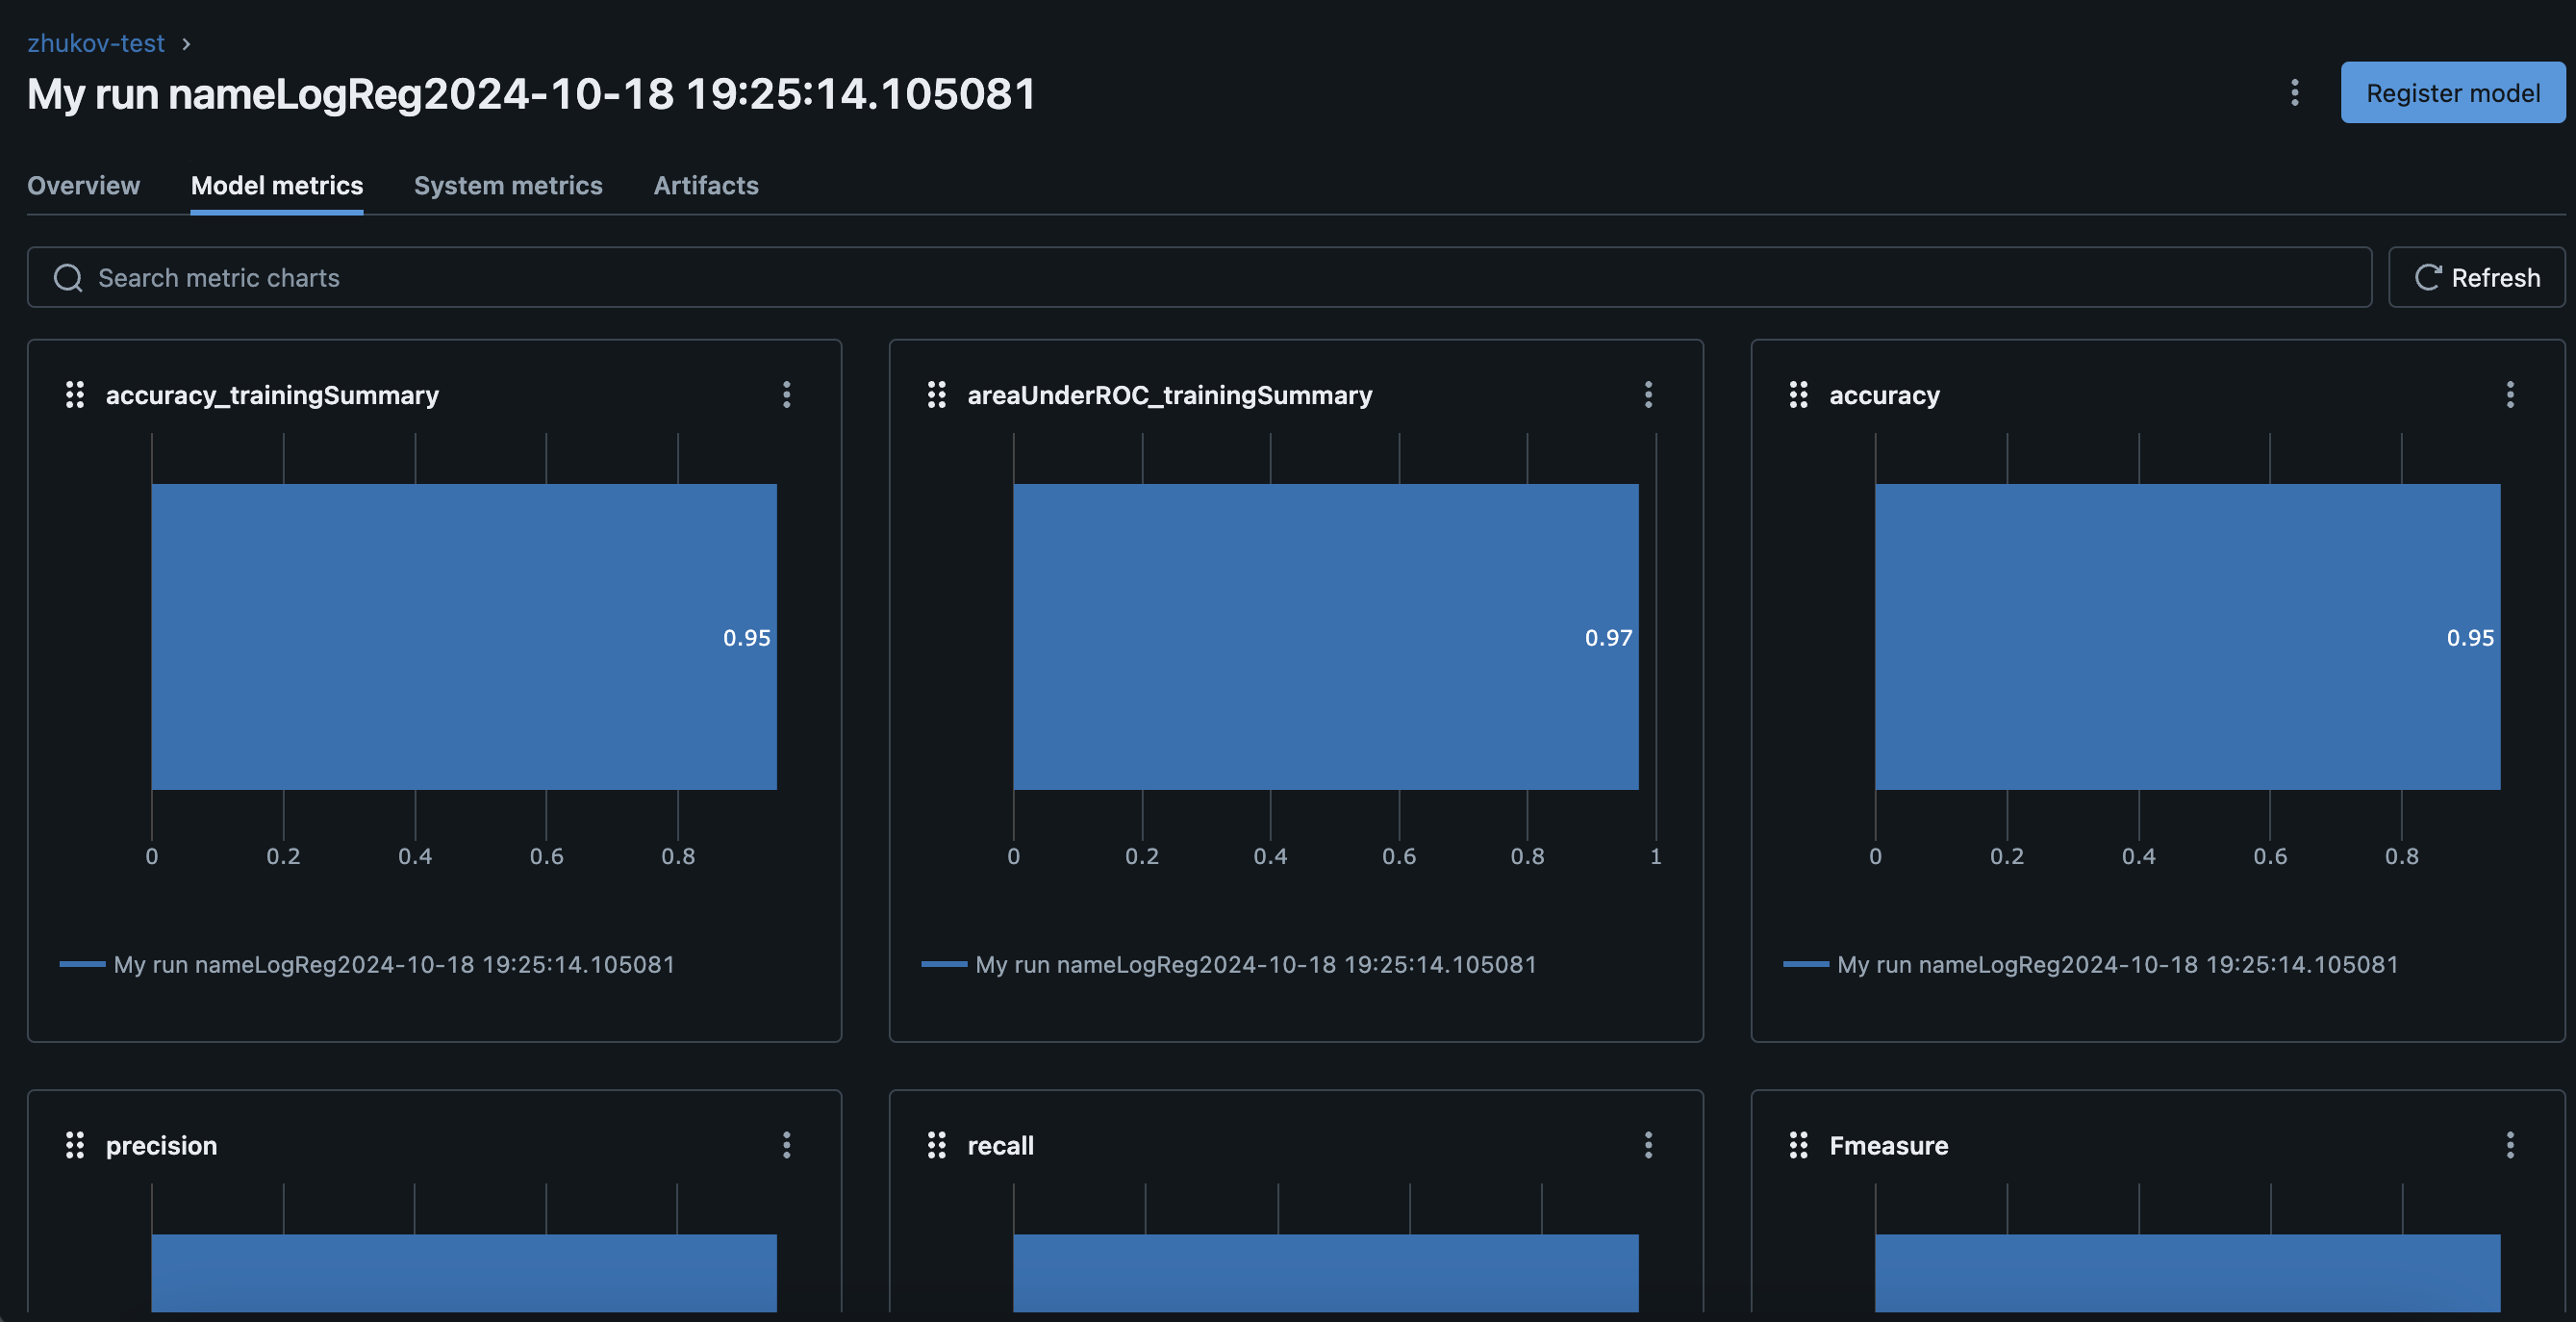 zhukov-test
My run nameLogReg2024-10-18 19:25:14.105081
Register model
Overview Model metrics System metrics Artifacts
Search metric charts
Refresh
accuracy_trainingSummary
0.95
0 0.2 0.4 0.6 0.8
My run nameLogReg2024-10-18 19:25:14.105081
areaUnderROC_trainingSummary
0.97
0 0.2 0.4 0.6 0.8 1
My run nameLogReg2024-10-18 19:25:14.105081
accuracy
0.95
0 0.2 0.4 0.6 0.8
My run nameLogReg2024-10-18 19:25:14.105081
precision
recall
Fmeasure